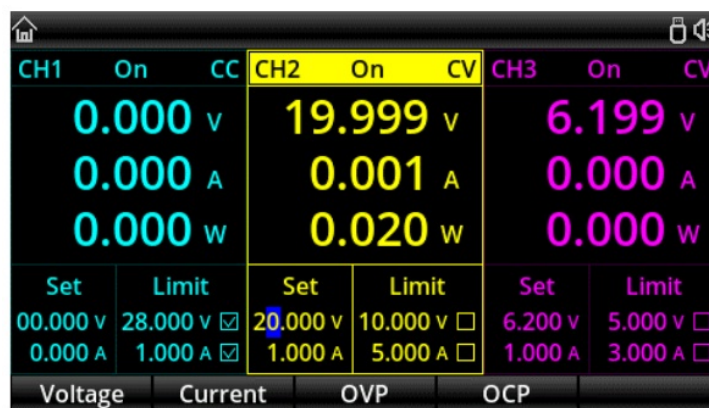 CH1 On CC CH2 On CV CH3 On CV
0.000 V 19.999 V 6.199 V
0.000 A 0.001 A 0.000 A
0.000 W 0.020 W 0.000 W
Set Limit Set Limit Set Limit
00.000 V 28.000 V 20.000 V 10.000 V 6.200 V 5.000 V
0.000 A 1.000 A 1.000 A 5.000 A 1.000 A 3.000 A
Voltage Current OVP OCP